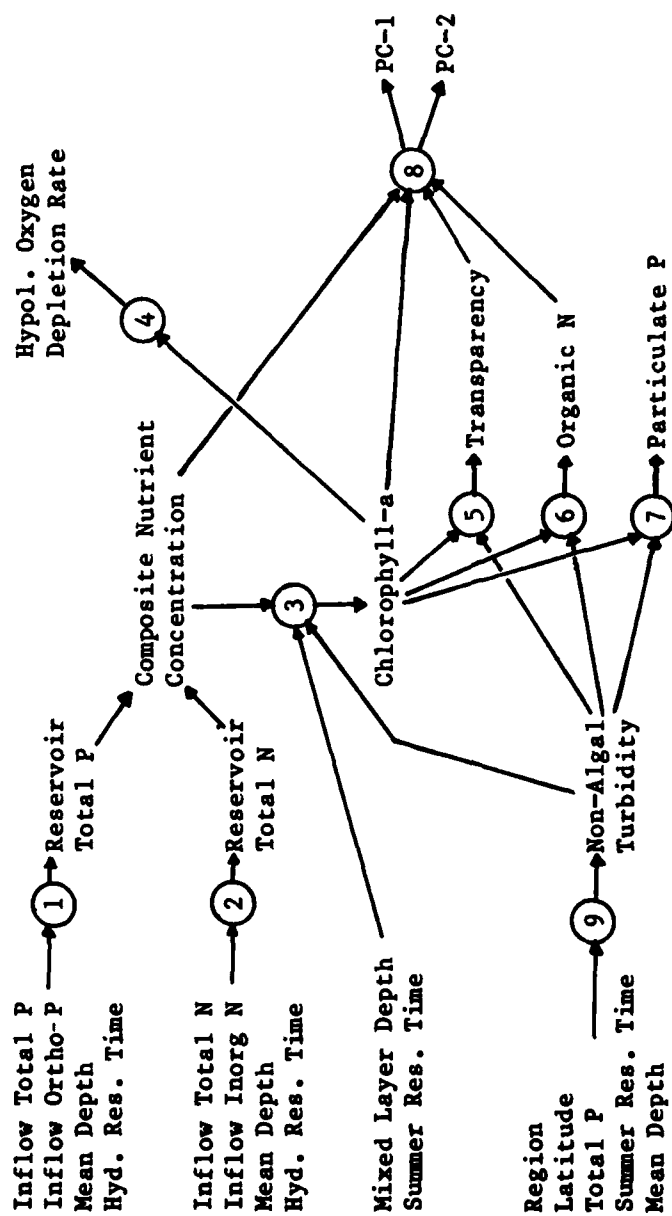 Inflow Total P
Inflow Ortho-P
Mean Depth
Hyd. Res. Time
1
Reservoir
Total P
Inflow Total N
Inflow Inorg N
Mean Depth
Hyd. Res. Time
2
Reservoir
Total N
Composite Nutrient
Concentration
Hypol. Oxygen
Depletion Rate
4
Mixed Layer Depth
Summer Res. Time
3
Chlorophyll-a
8
PC-1
PC-2
5
Transparency
6
Organic N
7
Particulate P
Region
Latitude
Total P
Summer Res. Time
Mean Depth
9
Non-Algal
Turbidity